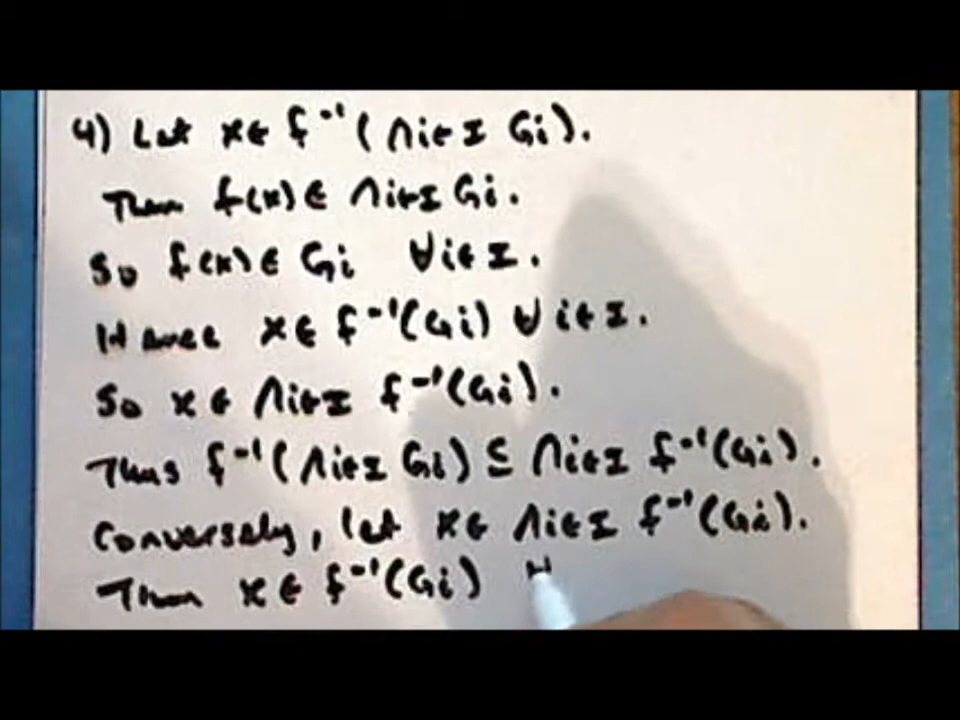 4) Let x ∈ f⁻¹(∩i∈I Gi).
Then f(x) ∈ ∩i∈I Gi.
So f(x) ∈ Gi ∀i∈I.
Hence x ∈ f⁻¹(Gi) ∀i∈I.
So x ∈ ∩i∈I f⁻¹(Gi).
Thus f⁻¹(∩i∈I Gi) ⊆ ∩i∈I f⁻¹(Gi).
Conversely, let x ∈ ∩i∈I f⁻¹(Gi).
Then x ∈ f⁻¹(Gi)